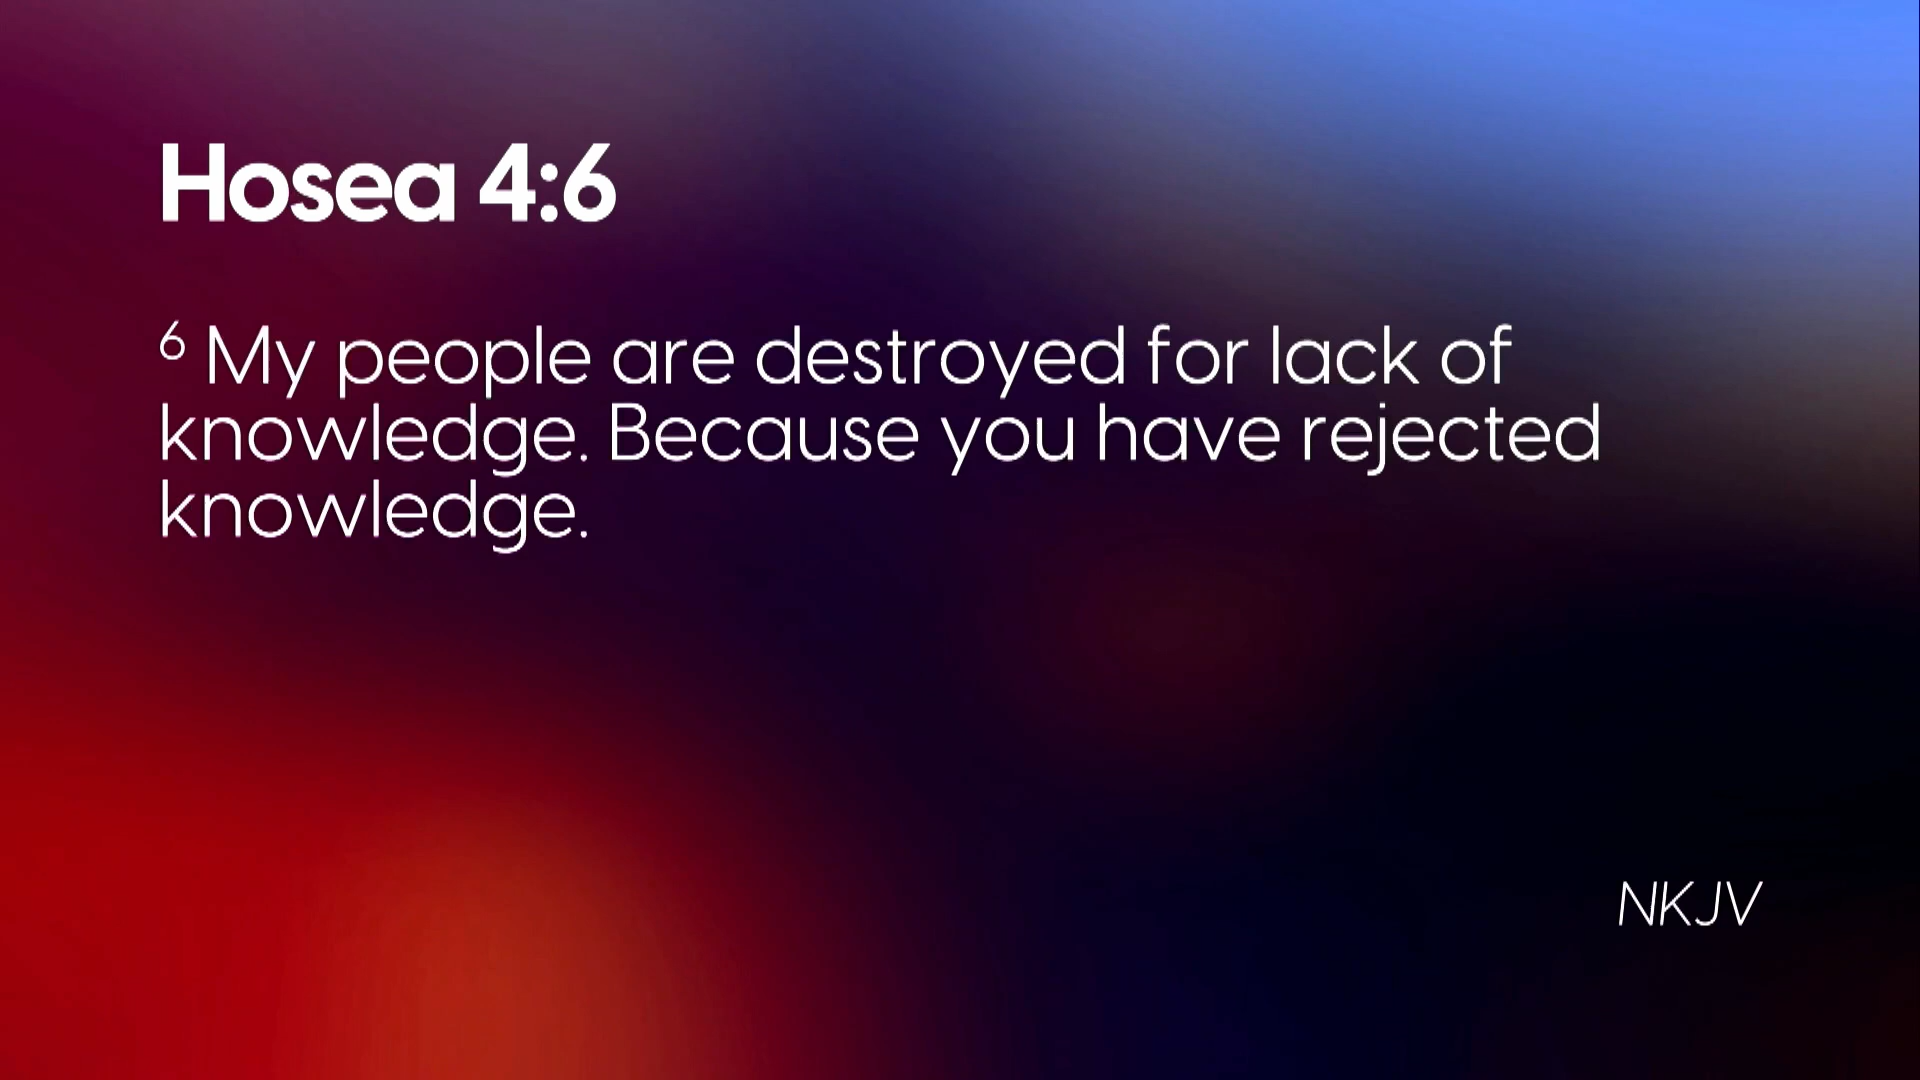 Hosea 4:6
6 My people are destroyed for lack of
knowledge. Because you have rejected
knowledge.
NKJV